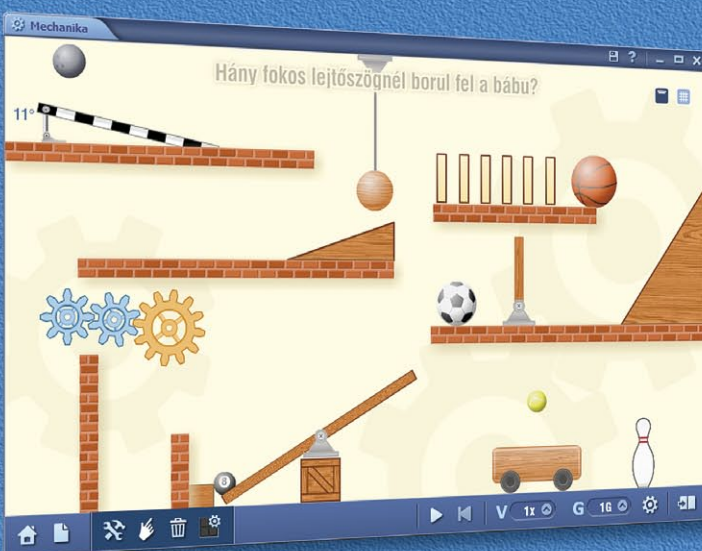 Mechanika
?
Hány fokos lejtőszögnél borul fel a bábu?
11°
8
V 1x G 1G